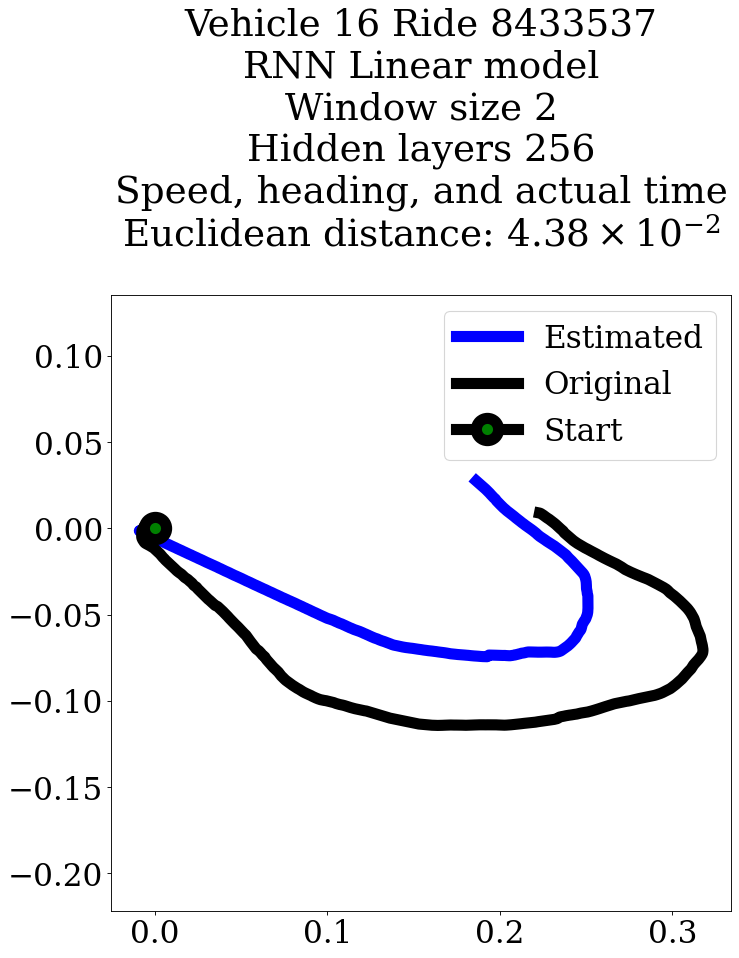 Vehicle 16 Ride 8433537
RNN Linear model
Window size 2
Hidden layers 256
Speed, heading, and actual time
Euclidean distance: 4.38 × 10⁻²
Estimated
Original
Start
0.10
0.05
0.00
−0.05
−0.10
−0.15
−0.20
0.0 0.1 0.2 0.3